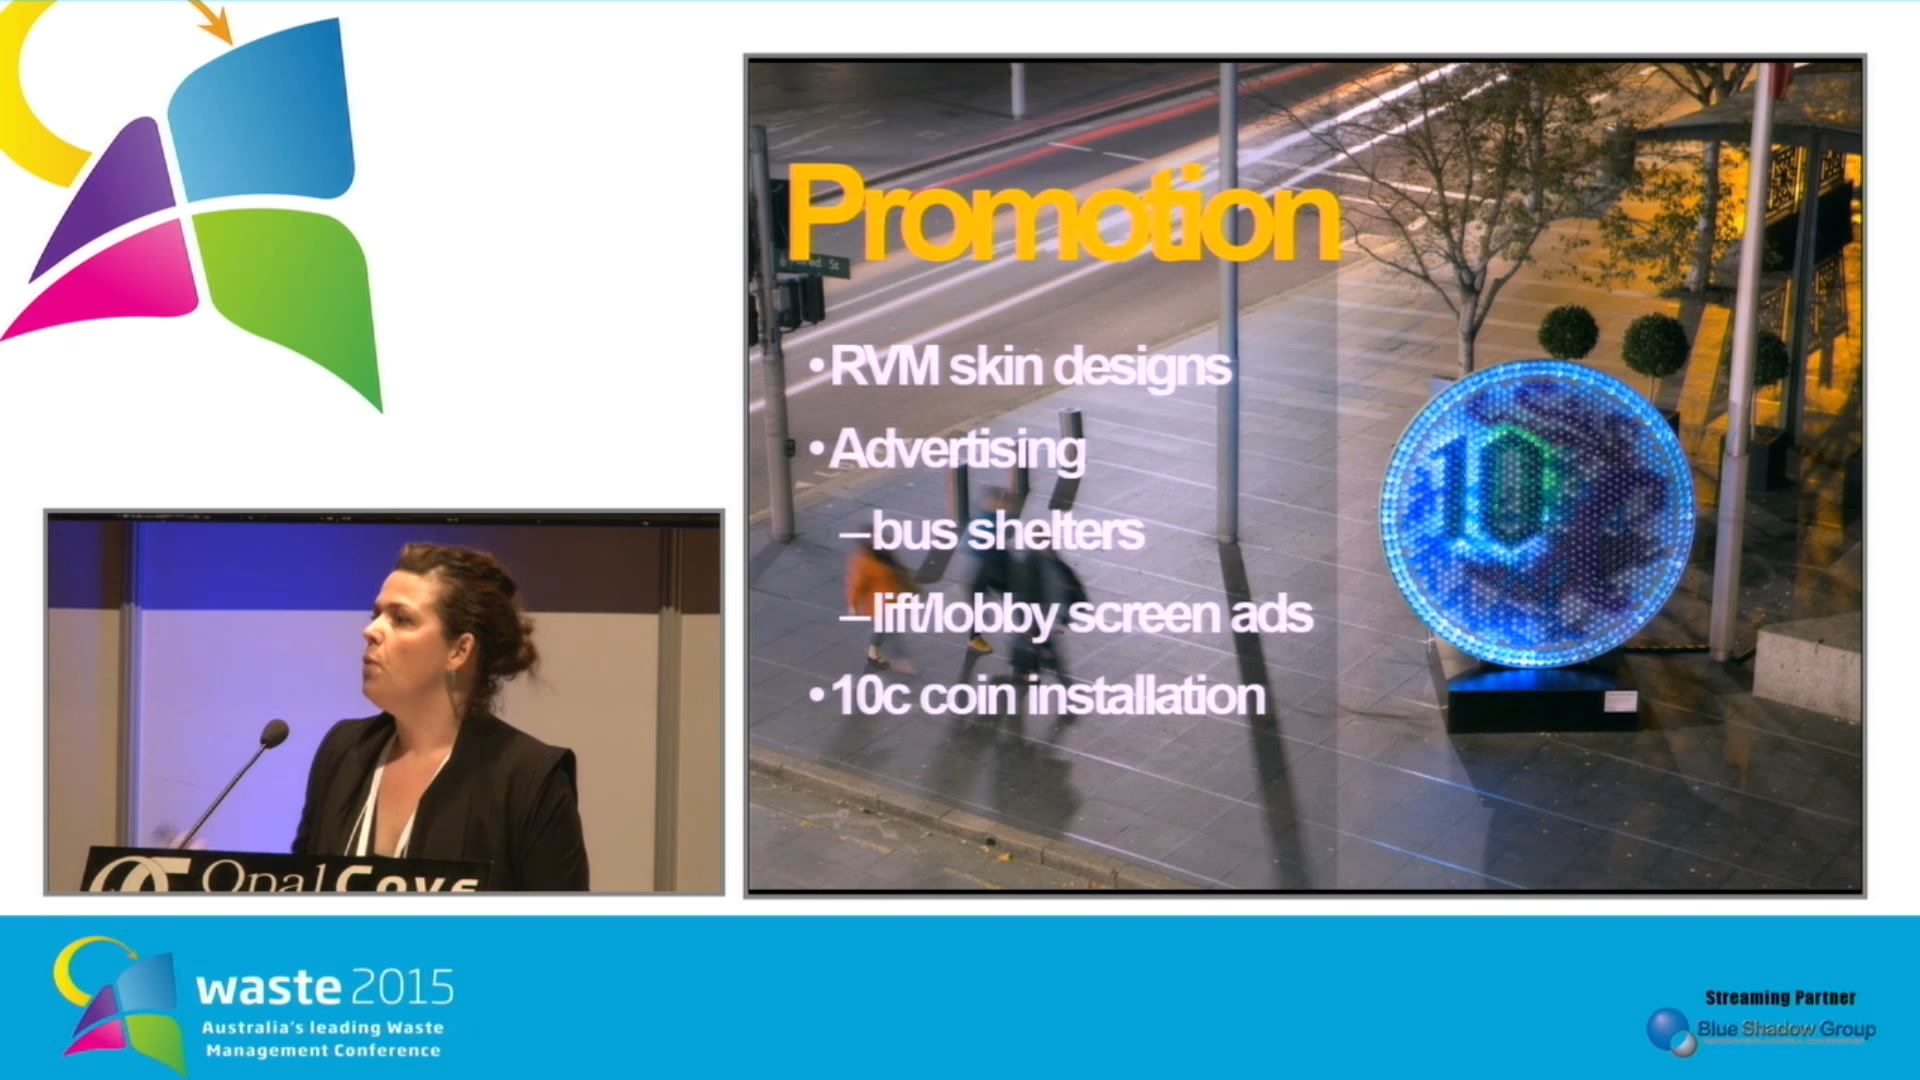 Promotion
•RVM skin designs
•Advertising
–bus shelters
–lift/lobby screen ads
•10c coin installation
10
Opal Cove
waste 2015
Australia's leading Waste
Management Conference
Streaming Partner
Blue Shadow Group